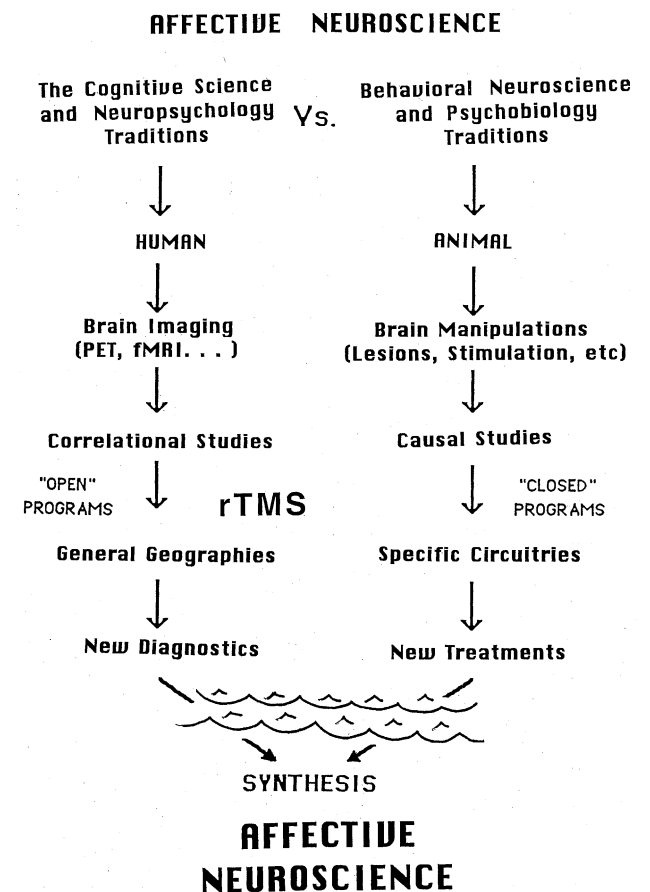 AFFECTIVE NEUROSCIENCE
The Cognitive Science
and Neuropsychology
Traditions
Vs.
Behavioral Neuroscience
and Psychobiology
Traditions
HUMAN
ANIMAL
Brain Imaging
(PET, fMRI. . . )
Brain Manipulations
(Lesions, Stimulation, etc)
Correlational Studies
Causal Studies
"OPEN"
PROGRAMS
rTMS
"CLOSED"
PROGRAMS
General Geographies
Specific Circuitries
New Diagnostics
New Treatments
SYNTHESIS
AFFECTIVE
NEUROSCIENCE